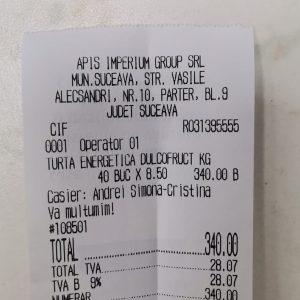 APIS IMPERIUM GROUP SRL
MUN.SUCEAVA, STR. VASILE
ALECSANDRI, NR.10, PARTER, BL.9
JUDET SUCEAVA
CIF RO31395555
0001 Operator 01
TURTA ENERGETICA DULCOFRUCT KG
40 BUC X 8.50 340.00 B
Casier: Andrei Simona-Cristina
Va multumim!
#108501
TOTAL 340.00
TOTAL TVA 28.07
TVA B 9% 28.07
NUMERAR 340.00